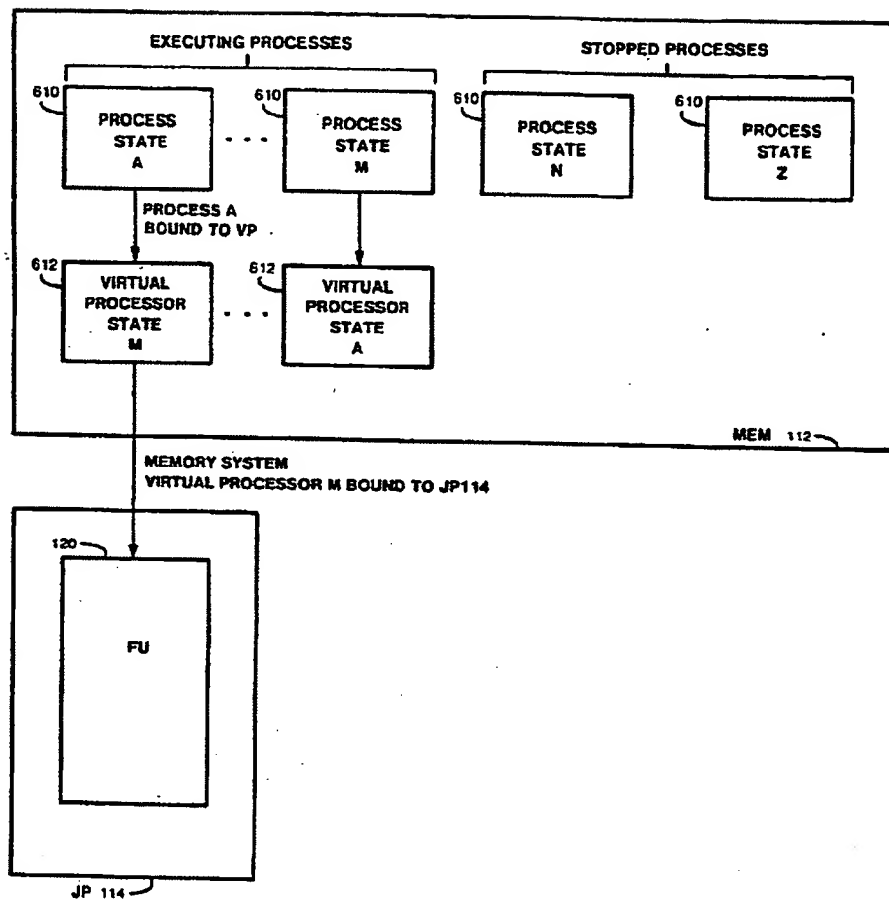 EXECUTING PROCESSES
STOPPED PROCESSES
610
PROCESS
STATE
A
610
PROCESS
STATE
M
610
PROCESS
STATE
N
610
PROCESS
STATE
Z
PROCESS A
BOUND TO VP
612
VIRTUAL
PROCESSOR
STATE
M
612
VIRTUAL
PROCESSOR
STATE
A
MEM 112
MEMORY SYSTEM
VIRTUAL PROCESSOR M BOUND TO JP114
120
FU
JP 114